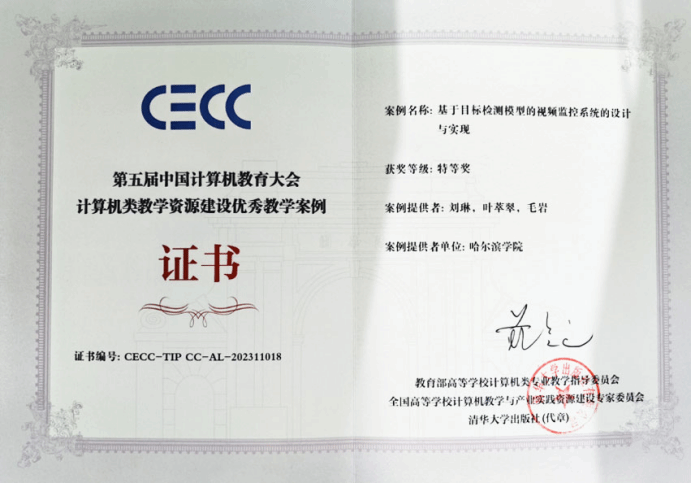 CECC
第五届中国计算机教育大会
计算机类教学资源建设优秀教学案例
证书
证书编号: CECC-TIP CC-AL-202311018
案例名称: 基于目标检测模型的视频监控系统的设计
与实现
获奖等级: 特等奖
案例提供者: 刘琳，叶萃翠，毛岩
案例提供者单位: 哈尔滨学院
教育部高等学校计算机类专业教学指导委员会
全国高等学校计算机教学与产业实践资源建设专家委员会
清华大学出版社(代章)